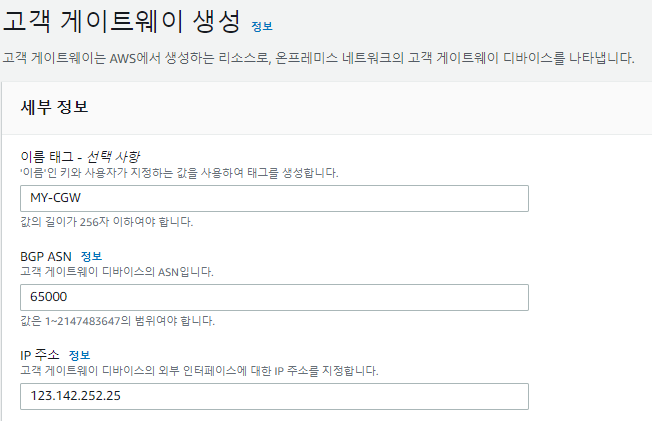 고객 게이트웨이 생성 정보
고객 게이트웨이는 AWS에서 생성하는 리소스로, 온프레미스 네트워크의 고객 게이트웨이 디바이스를 나타냅니다.
세부 정보
이름 태그 - 선택 사항
'이름'인 키와 사용자가 지정하는 값을 사용하여 태그를 생성합니다.
MY-CGW
값의 길이가 256자 이하여야 합니다.
BGP ASN 정보
고객 게이트웨이 디바이스의 ASN입니다.
65000
값은 1~2147483647의 범위여야 합니다.
IP 주소 정보
고객 게이트웨이 디바이스의 외부 인터페이스에 대한 IP 주소를 지정합니다.
123.142.252.25